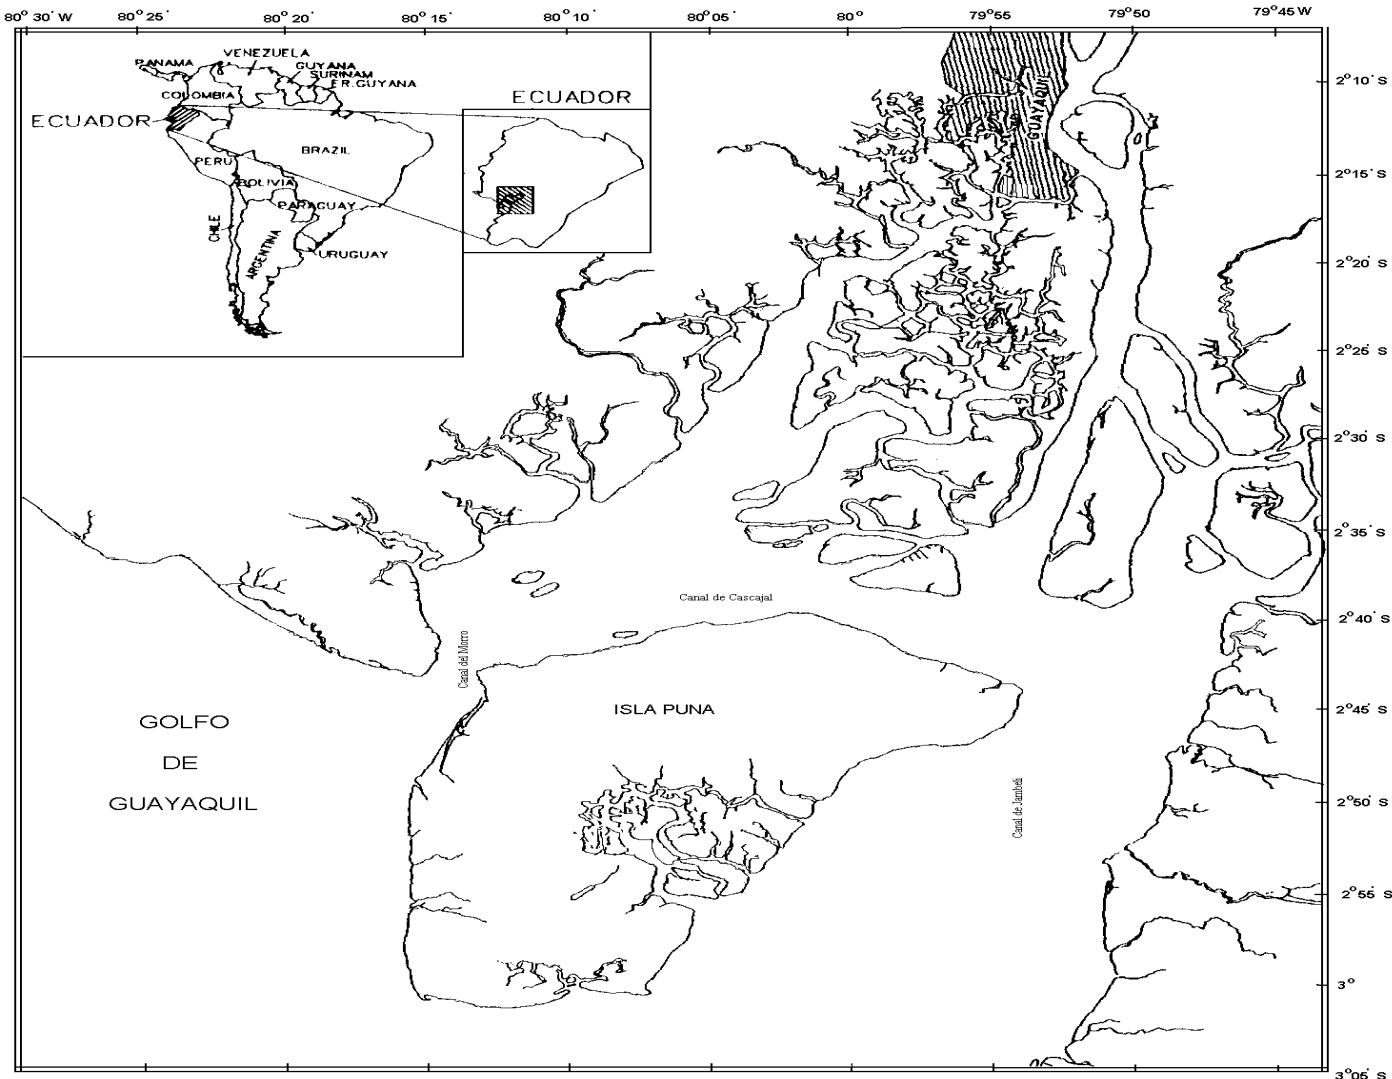 80°30' W
80°25'
80°20'
80°15'
80°10'
80°05'
80°
79°55'
79°50'
79°45'W
PANAMA
VENEZUELA
GUYANA
SURINAM
FR.GUYANA
COLOMBIA
ECUADOR
BRAZIL
PERU
BOLIVIA
PARAGUAY
CHILE
ARGENTINA
URUGUAY
ECUADOR
GUAYAQUIL
2°10' S
2°15' S
2°20' S
2°25' S
2°30' S
2°35' S
2°40' S
2°45' S
2°50' S
2°55' S
3°
3°05' S
Canal de Cascajal
Canal del Morro
ISLA PUNA
Canal de Jambeli
GOLFO
DE
GUAYAQUIL